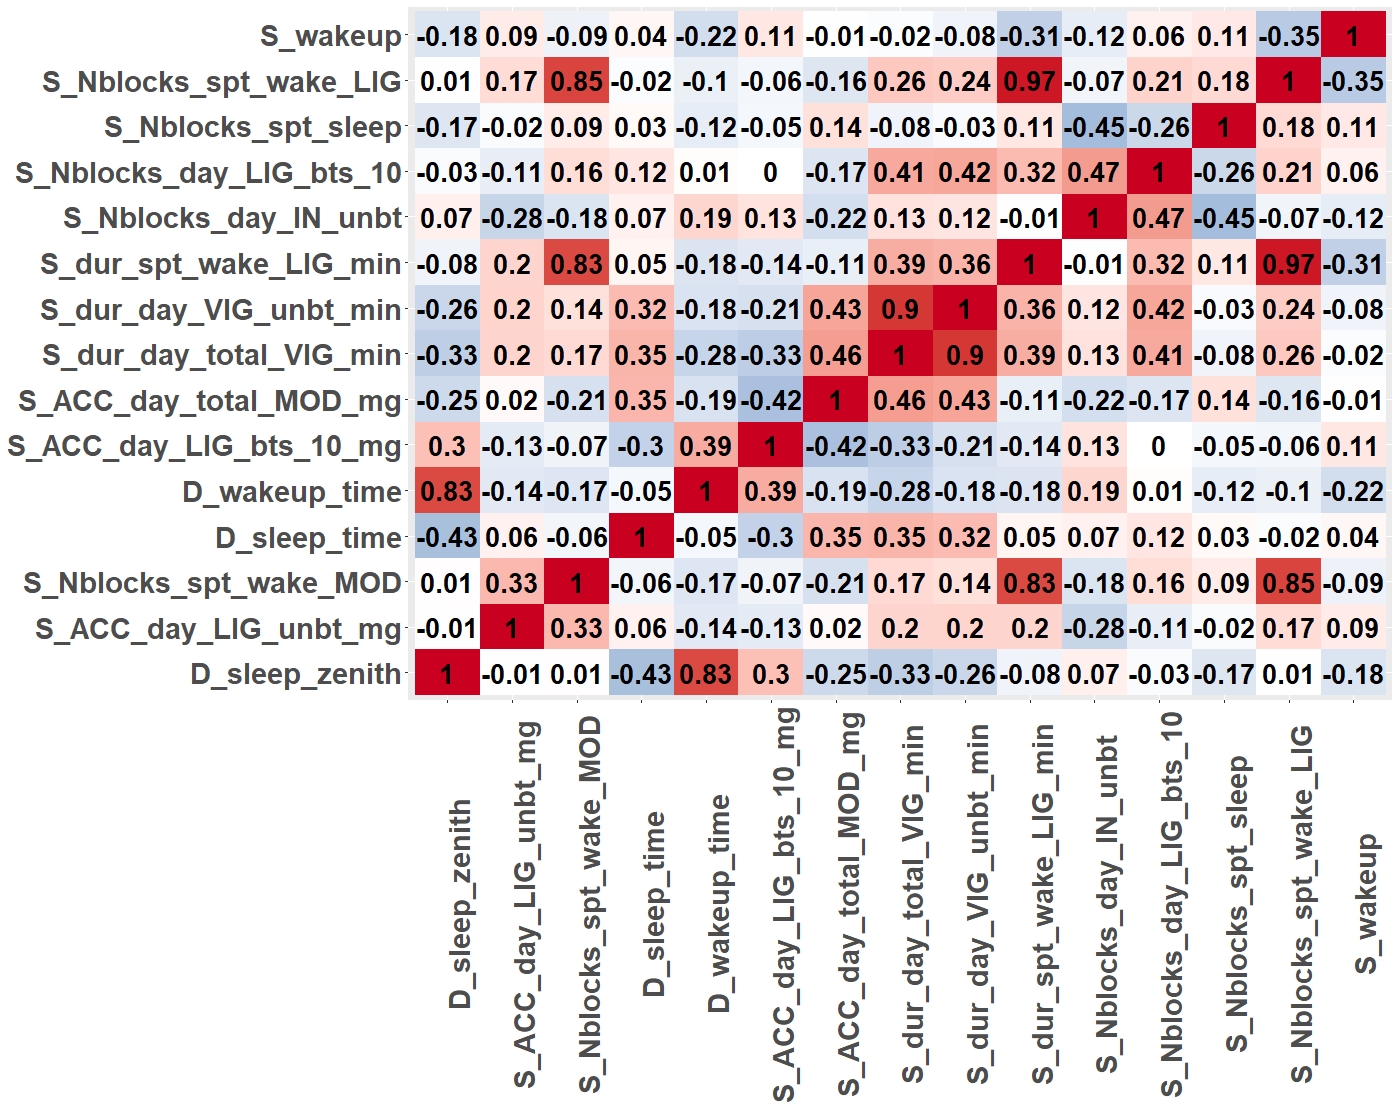 S_wakeup -0.18 0.09 -0.09 0.04 -0.22 0.11 -0.01 -0.02 -0.08 -0.31 -0.12 0.06 0.11 -0.35 1
S_Nblocks_spt_wake_LIG 0.01 0.17 0.85 -0.02 -0.1 -0.06 -0.16 0.26 0.24 0.97 -0.07 0.21 0.18 1 -0.35
S_Nblocks_spt_sleep -0.17 -0.02 0.09 0.03 -0.12 -0.05 0.14 -0.08 -0.03 0.11 -0.45 -0.26 1 0.18 0.11
S_Nblocks_day_LIG_bts_10 -0.03 -0.11 0.16 0.12 0.01 0 -0.17 0.41 0.42 0.32 0.47 1 -0.26 0.21 0.06
S_Nblocks_day_IN_unbt 0.07 -0.28 -0.18 0.07 0.19 0.13 -0.22 0.13 0.12 -0.01 1 0.47 -0.45 -0.07 -0.12
S_dur_spt_wake_LIG_min -0.08 0.2 0.83 0.05 -0.18 -0.14 -0.11 0.39 0.36 1 -0.01 0.32 0.11 0.97 -0.31
S_dur_day_VIG_unbt_min -0.26 0.2 0.14 0.32 -0.18 -0.21 0.43 0.9 1 0.36 0.12 0.42 -0.03 0.24 -0.08
S_dur_day_total_VIG_min -0.33 0.2 0.17 0.35 -0.28 -0.33 0.46 1 0.9 0.39 0.13 0.41 -0.08 0.26 -0.02
S_ACC_day_total_MOD_mg -0.25 0.02 -0.21 0.35 -0.19 -0.42 1 0.46 0.43 -0.11 -0.22 -0.17 0.14 -0.16 -0.01
S_ACC_day_LIG_bts_10_mg 0.3 -0.13 -0.07 -0.3 0.39 1 -0.42 -0.33 -0.21 -0.14 0.13 0 -0.05 -0.06 0.11
D_wakeup_time 0.83 -0.14 -0.17 -0.05 1 0.39 -0.19 -0.28 -0.18 -0.18 0.19 0.01 -0.12 -0.1 -0.22
D_sleep_time -0.43 0.06 -0.06 1 -0.05 -0.3 0.35 0.35 0.32 0.05 0.07 0.12 0.03 -0.02 0.04
S_Nblocks_spt_wake_MOD 0.01 0.33 1 -0.06 -0.17 -0.07 -0.21 0.17 0.14 0.83 -0.18 0.16 0.09 0.85 -0.09
S_ACC_day_LIG_unbt_mg -0.01 1 0.33 0.06 -0.14 -0.13 0.02 0.2 0.2 0.2 -0.28 -0.11 -0.02 0.17 0.09
D_sleep_zenith 1 -0.01 0.01 -0.43 0.83 0.3 -0.25 -0.33 -0.26 -0.08 0.07 -0.03 -0.17 0.01 -0.18
D_sleep_zenith
S_ACC_day_LIG_unbt_mg
S_Nblocks_spt_wake_MOD
D_sleep_time
D_wakeup_time
S_ACC_day_LIG_bts_10_mg
S_ACC_day_total_MOD_mg
S_dur_day_total_VIG_min
S_dur_day_VIG_unbt_min
S_dur_spt_wake_LIG_min
S_Nblocks_day_IN_unbt
S_Nblocks_day_LIG_bts_10
S_Nblocks_spt_sleep
S_Nblocks_spt_wake_LIG
S_wakeup